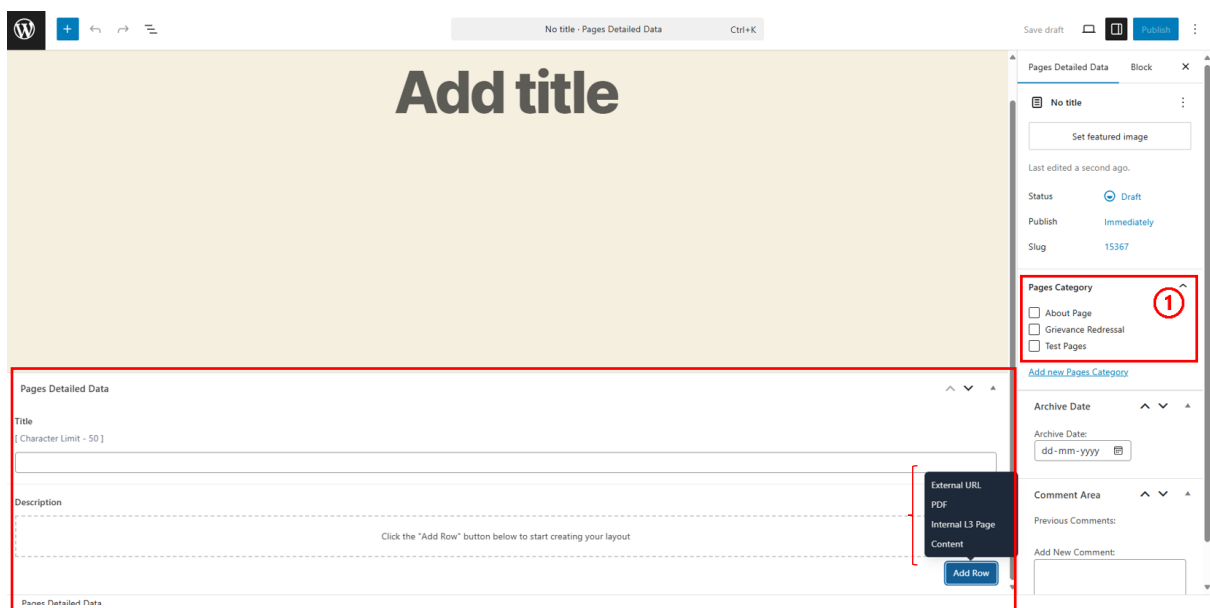 No title · Pages Detailed Data Ctrl+K
Save draft Publish
Add title
Pages Detailed Data
Title
[ Character Limit - 50 ]
Description
Click the "Add Row" button below to start creating your layout
External URL
PDF
Internal L3 Page
Content
Add Row
Pages Detailed Data
Pages Detailed Data Block
No title
Set featured image
Last edited a second ago.
Status Draft
Publish Immediately
Slug 15367
Pages Category
1
About Page
Grievance Redressal
Test Pages
Add new Pages Category
Archive Date
Archive Date:
dd-mm-yyyy
Comment Area
Previous Comments:
Add New Comment: